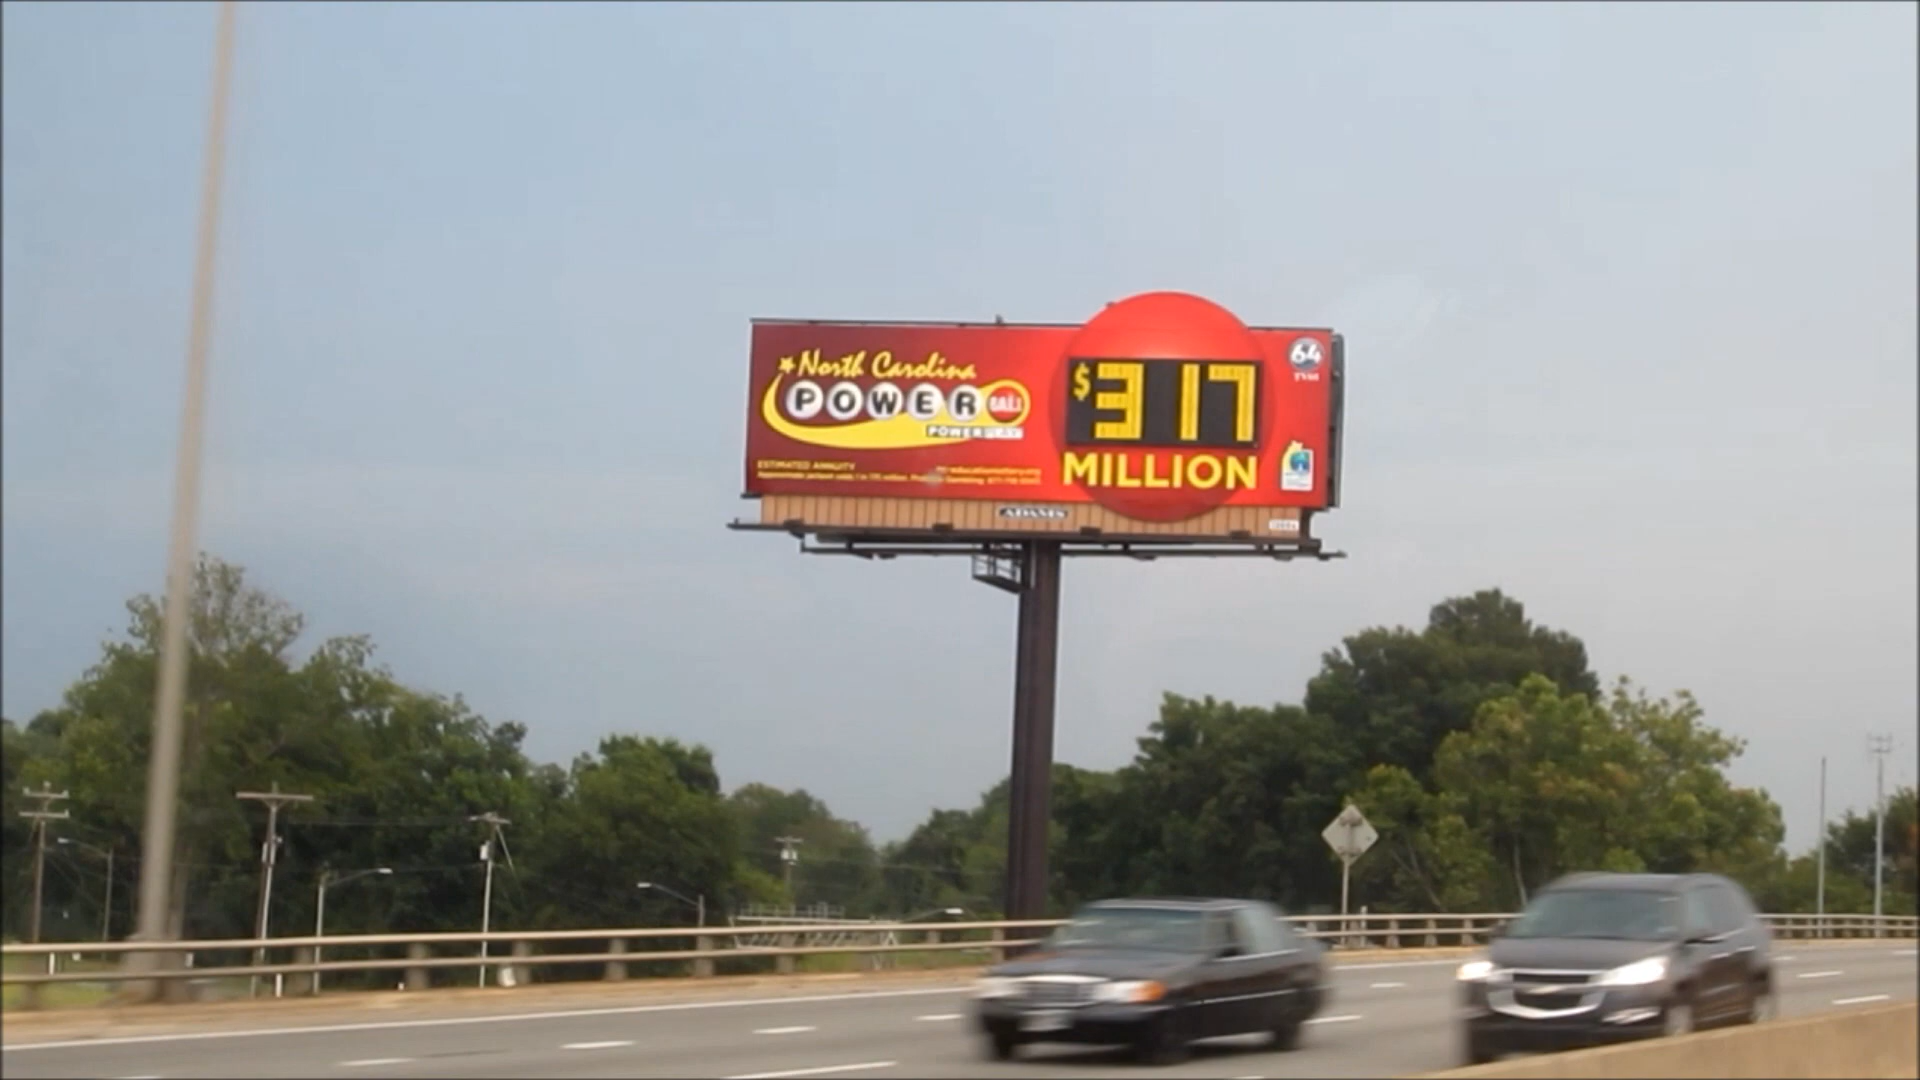 North Carolina
POWER BALL
POWER PLAY
$317
MILLION
64
ESTIMATED ANNUITY
ADAMS